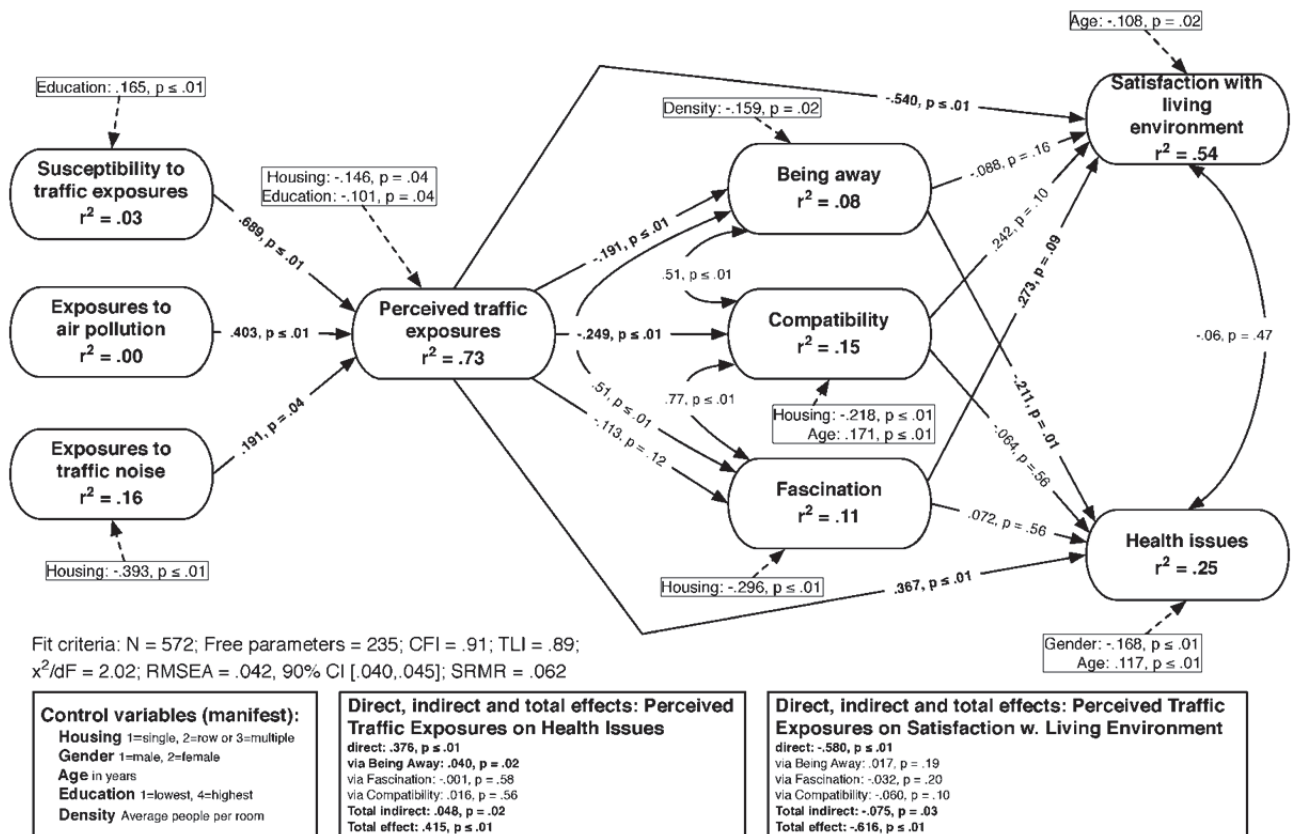 Age: -.108, p = .02
Education: .165, p ≤ .01
Satisfaction with
living
environment
r² = .54
-.540, p ≤ .01
Density: -.159, p = .02
Susceptibility to
traffic exposures
r² = .03
Housing: -.146, p = .04
Education: -.101, p = .04
Being away
r² = .08
-.088, p = .16
.689, p ≤ .01
-.191, p ≤ .01
.242, p = .10
.273, p = .09
.51, p ≤ .01
Exposures to
air pollution
r² = .00
.403, p ≤ .01
Perceived traffic
exposures
r² = .73
-.249, p ≤ .01
Compatibility
r² = .15
-.06, p = .47
.51, p ≤ .01
.77, p ≤ .01
-.211, p = .01
.191, p = .04
-.113, p = .12
Housing: -.218, p ≤ .01
Age: .171, p ≤ .01
-.064, p = .56
Exposures to
traffic noise
r² = .16
Fascination
r² = .11
.072, p = .56
Health issues
r² = .25
Housing: -.393, p ≤ .01
Housing: -.296, p ≤ .01
.367, p ≤ .01
Gender: -.168, p ≤ .01
Age: .117, p ≤ .01
Fit criteria: N = 572; Free parameters = 235; CFI = .91; TLI = .89;
x²/dF = 2.02; RMSEA = .042, 90% CI [.040,.045]; SRMR = .062
Control variables (manifest):
Housing 1=single, 2=row or 3=multiple
Gender 1=male, 2=female
Age in years
Education 1=lowest, 4=highest
Density Average people per room
Direct, indirect and total effects: Perceived
Traffic Exposures on Health Issues
direct: .376, p ≤ .01
via Being Away: .040, p = .02
via Fascination: -.001, p = .58
via Compatibility: .016, p = .56
Total indirect: .048, p = .02
Total effect: .415, p ≤ .01
Direct, indirect and total effects: Perceived Traffic
Exposures on Satisfaction w. Living Environment
direct: -.580, p ≤ .01
via Being Away: .017, p = .19
via Fascination: -.032, p = .20
via Compatibility: -.060, p = .10
Total indirect: -.075, p = .03
Total effect: -.616, p ≤ .01